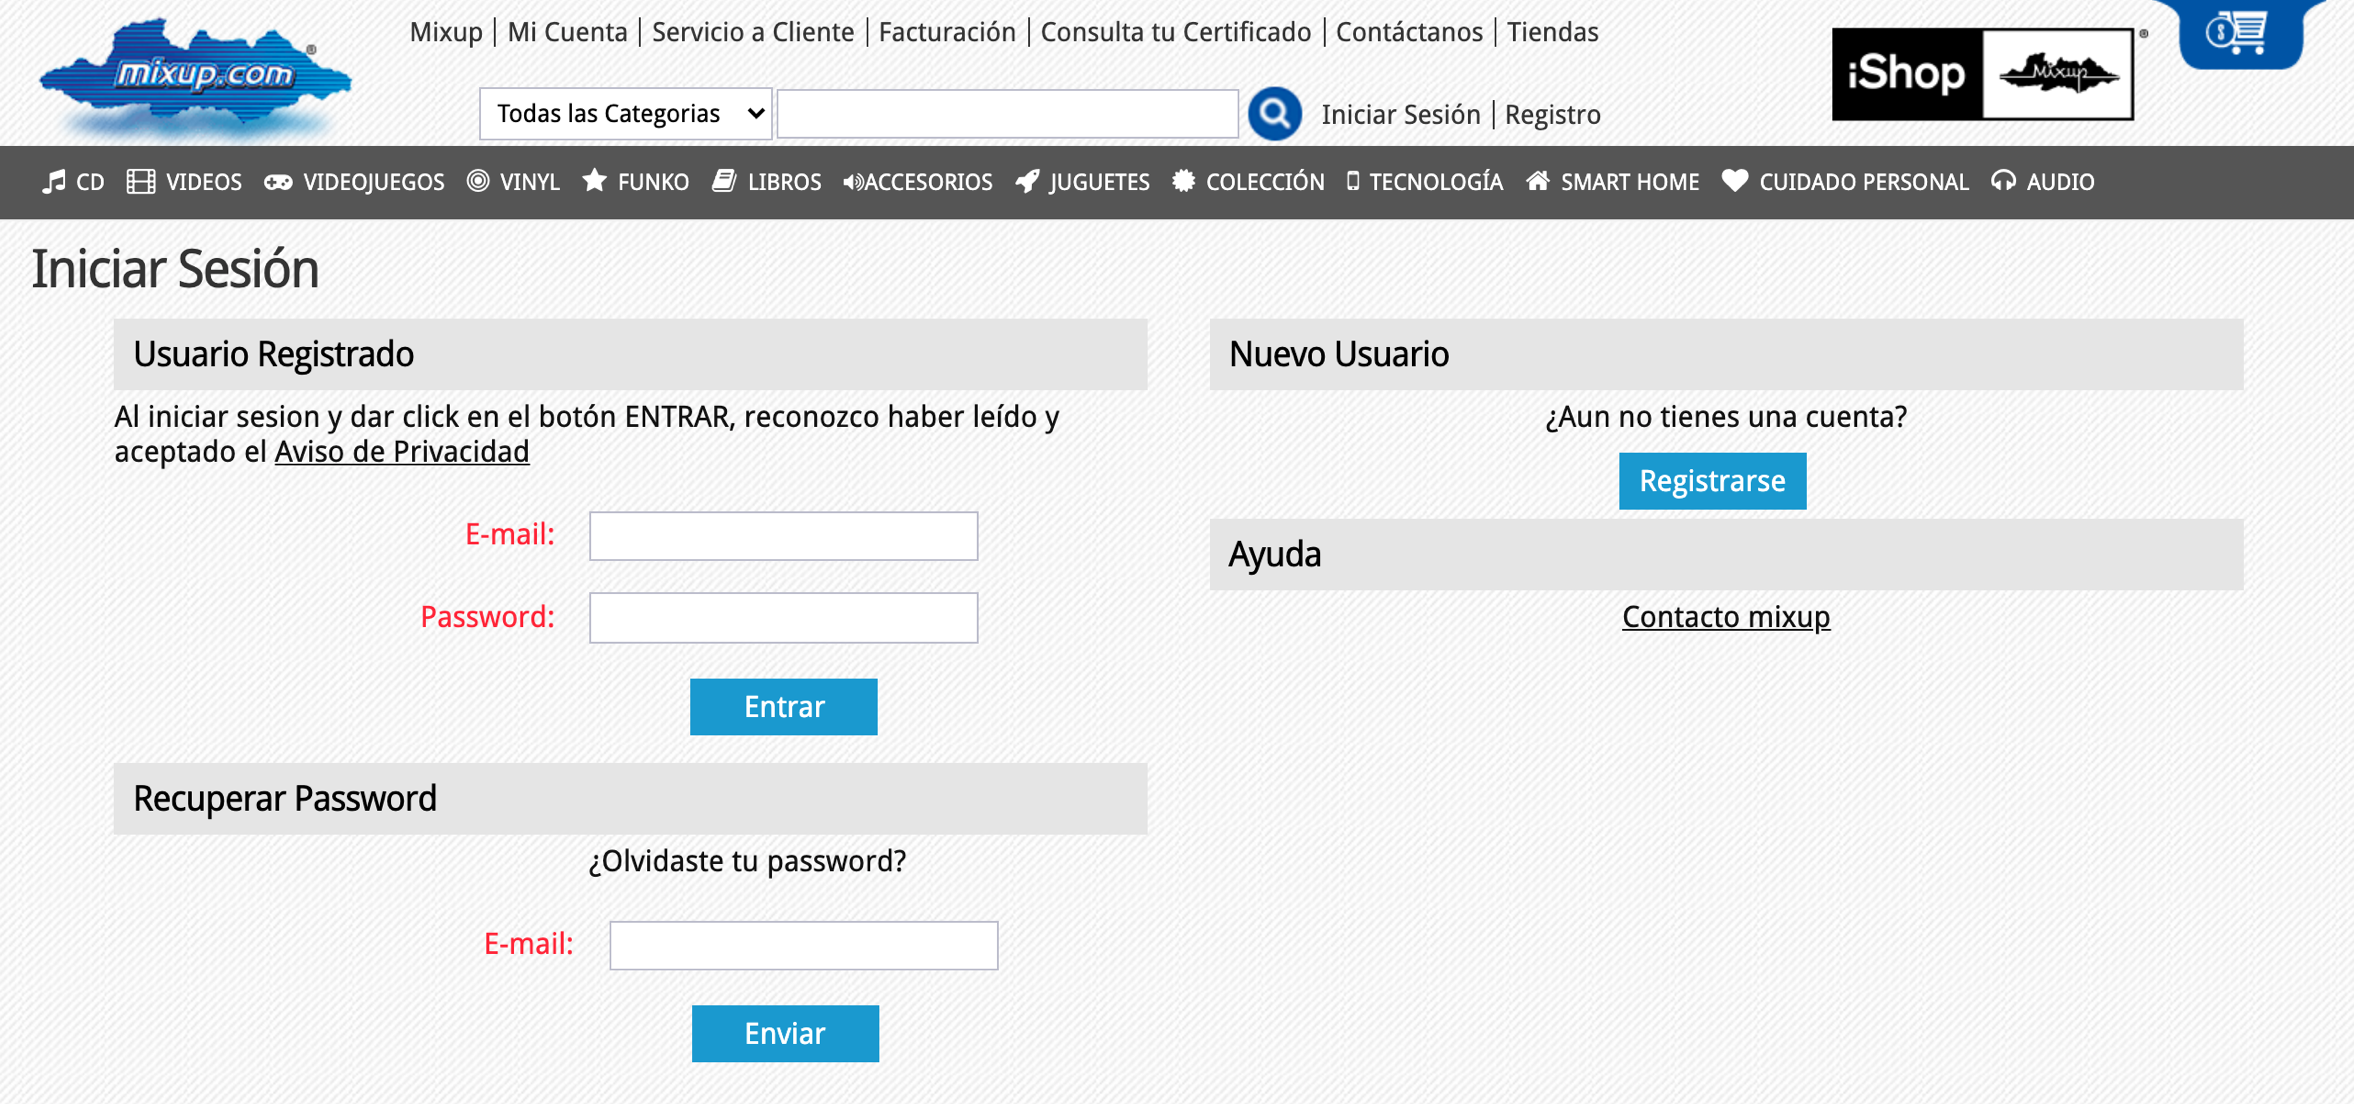 mixup.com®
Mixup | Mi Cuenta | Servicio a Cliente | Facturación | Consulta tu Certificado | Contáctanos | Tiendas
Todas las Categorias
Iniciar Sesión | Registro
iShop Mixup ®
CD VIDEOS VIDEOJUEGOS VINYL FUNKO LIBROS ACCESORIOS JUGUETES COLECCIÓN TECNOLOGÍA SMART HOME CUIDADO PERSONAL AUDIO
Iniciar Sesión
Usuario Registrado
Al iniciar sesion y dar click en el botón ENTRAR, reconozco haber leído y
aceptado el Aviso de Privacidad
E-mail:
Password:
Entrar
Recuperar Password
¿Olvidaste tu password?
E-mail:
Enviar
Nuevo Usuario
¿Aun no tienes una cuenta?
Registrarse
Ayuda
Contacto mixup